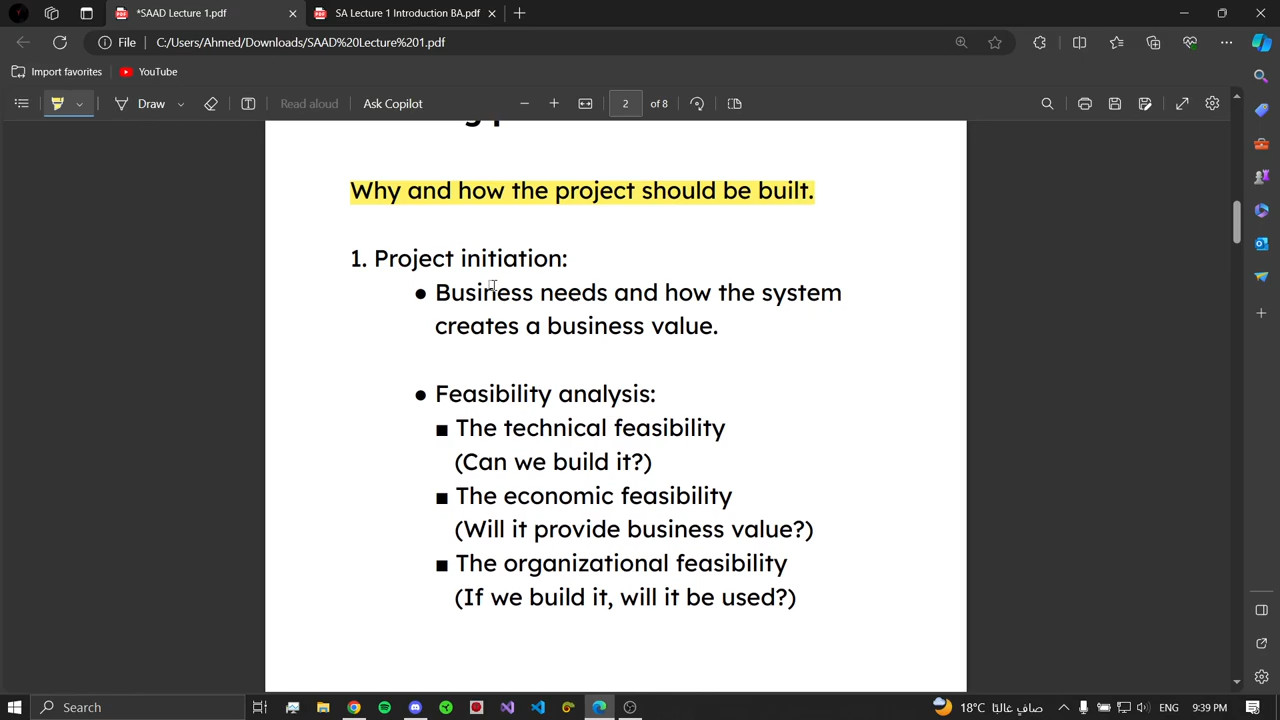 *SAAD Lecture 1.pdf
SA Lecture 1 Introduction BA.pdf
File
C:/Users/Ahmed/Downloads/SAAD%20Lecture%201.pdf
Import favorites
YouTube
Draw
Read aloud
Ask Copilot
2
of 8
Why and how the project should be built.
1. Project initiation:
● Business needs and how the system
creates a business value.
● Feasibility analysis:
■ The technical feasibility
(Can we build it?)
■ The economic feasibility
(Will it provide business value?)
■ The organizational feasibility
(If we build it, will it be used?)
Search
18°C
صافي غالبًا
ENG
9:39 PM